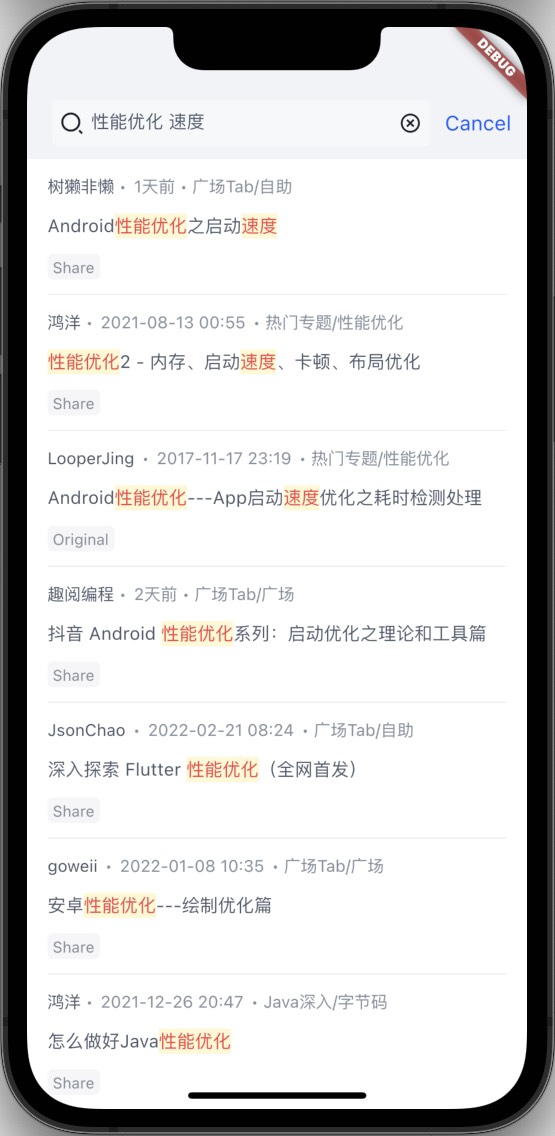 DEBUG
性能优化 速度
Cancel
树獭非懒 · 1天前 · 广场Tab/自助
Android性能优化之启动速度
Share
鸿洋 · 2021-08-13 00:55 · 热门专题/性能优化
性能优化2 - 内存、启动速度、卡顿、布局优化
Share
LooperJing · 2017-11-17 23:19 · 热门专题/性能优化
Android性能优化---App启动速度优化之耗时检测处理
Original
趣阅编程 · 2天前 · 广场Tab/广场
抖音 Android 性能优化系列：启动优化之理论和工具篇
Share
JsonChao · 2022-02-21 08:24 · 广场Tab/自助
深入探索 Flutter 性能优化（全网首发）
Share
goweii · 2022-01-08 10:35 · 广场Tab/广场
安卓性能优化---绘制优化篇
Share
鸿洋 · 2021-12-26 20:47 · Java深入/字节码
怎么做好Java性能优化
Share